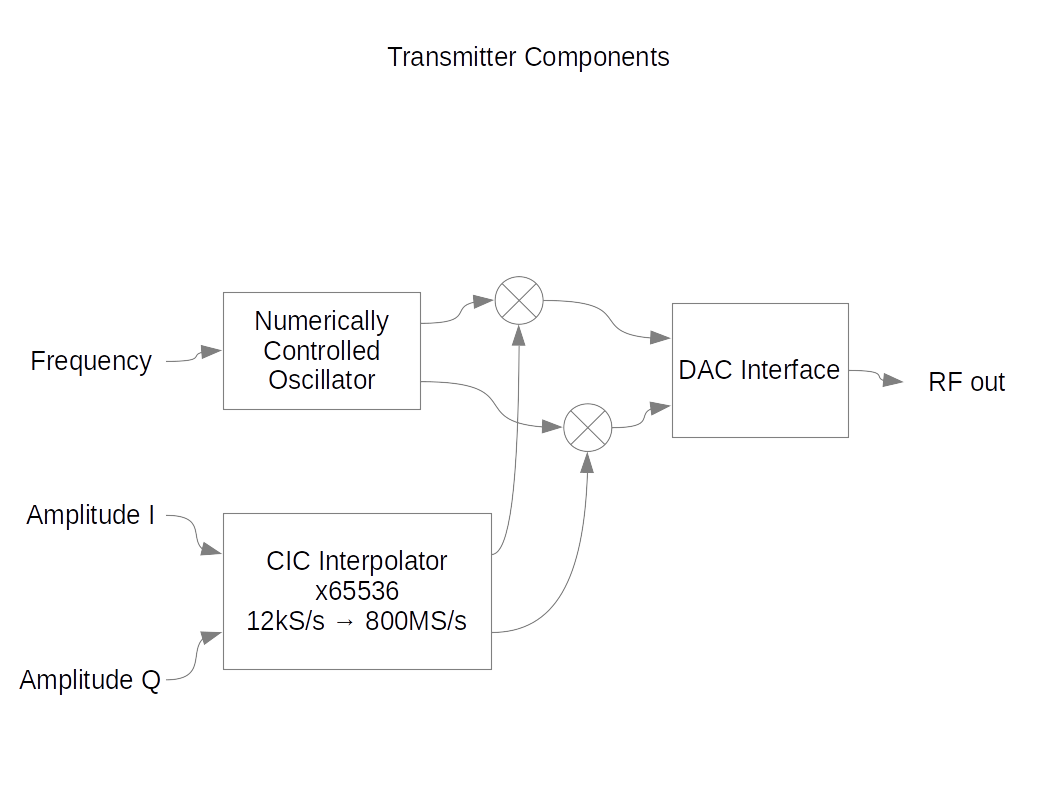 Transmitter Components
Numerically
Controlled
Oscillator
Frequency
DAC Interface
RF out
Amplitude I
CIC Interpolator
x65536
12kS/s → 800MS/s
Amplitude Q